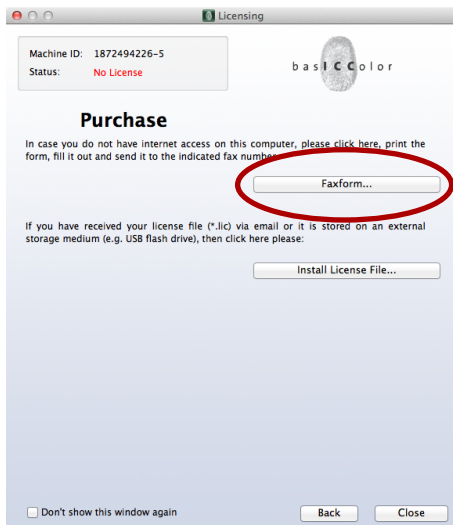 Licensing
Machine ID: 1872494226-5
Status: No License
basICColor
Purchase
In case you do not have internet access on this computer, please click here, print the
form, fill it out and send it to the indicated fax number.
Faxform...
If you have received your license file (*.lic) via email or it is stored on an external
storage medium (e.g. USB flash drive), then click here please:
Install License File...
Don't show this window again
Back
Close